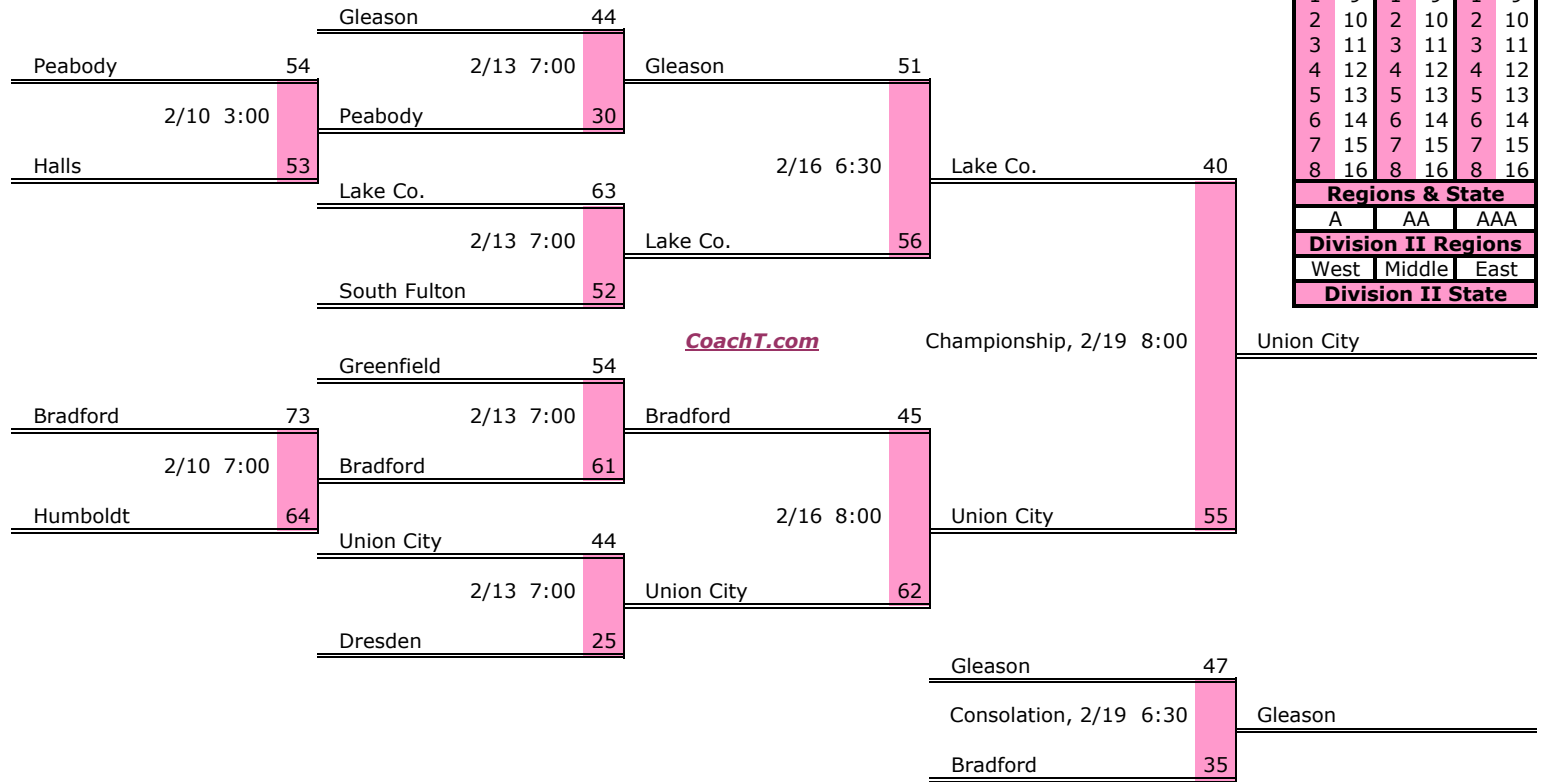 Gleason 44
Peabody 54
2/13 7:00
Gleason 51
2/10 3:00
Peabody 30
Halls 53
2/16 6:30
Lake Co. 40
Lake Co. 63
2/13 7:00
Lake Co. 56
South Fulton 52
CoachT.com
Championship, 2/19 8:00
Union City
Greenfield 54
Bradford 73
2/13 7:00
Bradford 45
2/10 7:00
Bradford 61
Humboldt 64
2/16 8:00
Union City 55
Union City 44
2/13 7:00
Union City 62
Dresden 25
Gleason 47
Consolation, 2/19 6:30
Gleason
Bradford 35
2 10 2 10 2 10
3 11 3 11 3 11
4 12 4 12 4 12
5 13 5 13 5 13
6 14 6 14 6 14
7 15 7 15 7 15
8 16 8 16 8 16
Regions & State
A AA AAA
Division II Regions
West Middle East
Division II State